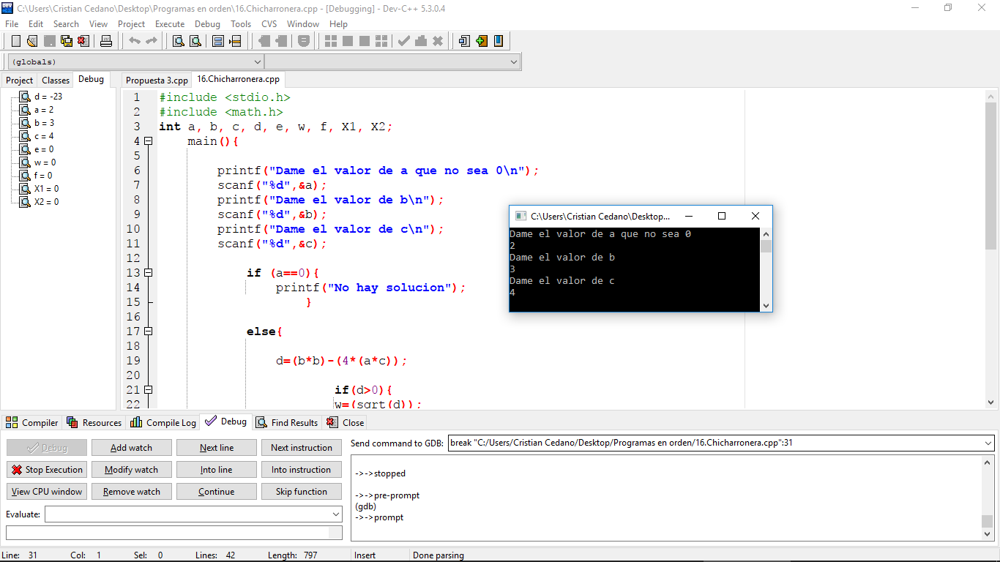 C:\Users\Cristian Cedano\Desktop\Programas en orden\16.Chicharronera.cpp - [Debugging] - Dev-C++ 5.3.0.4
File Edit Search View Project Execute Debug Tools CVS Window Help
(globals)
Project Classes Debug
Propuesta 3.cpp 16.Chicharronera.cpp
d = -23
a = 2
b = 3
c = 4
e = 0
w = 0
f = 0
X1 = 0
X2 = 0
1 #include <stdio.h>
2 #include <math.h>
3 int a, b, c, d, e, w, f, X1, X2;
4 main(){
5
6 printf("Dame el valor de a que no sea 0\n");
7 scanf("%d",&a);
8 printf("Dame el valor de b\n");
9 scanf("%d",&b);
10 printf("Dame el valor de c\n");
11 scanf("%d",&c);
12
13 if (a==0){
14 printf("No hay solucion");
15 }
16
17 else{
18
19 d=(b*b)-(4*(a*c));
20
21 if(d>0){
22 w=(sqrt(d));
C:\Users\Cristian Cedano\Desktop...
Dame el valor de a que no sea 0
2
Dame el valor de b
3
Dame el valor de c
4
Compiler Resources Compile Log Debug Find Results Close
Debug Add watch Next line Next instruction
Stop Execution Modify watch Into line Into instruction
View CPU window Remove watch Continue Skip function
Evaluate:
Send command to GDB: break "C:/Users/Cristian Cedano/Desktop/Programas en orden/16.Chicharronera.cpp":31
->->stopped
->->pre-prompt
(gdb)
->->prompt
Line: 31 Col: 1 Sel: 0 Lines: 42 Length: 797 Insert Done parsing